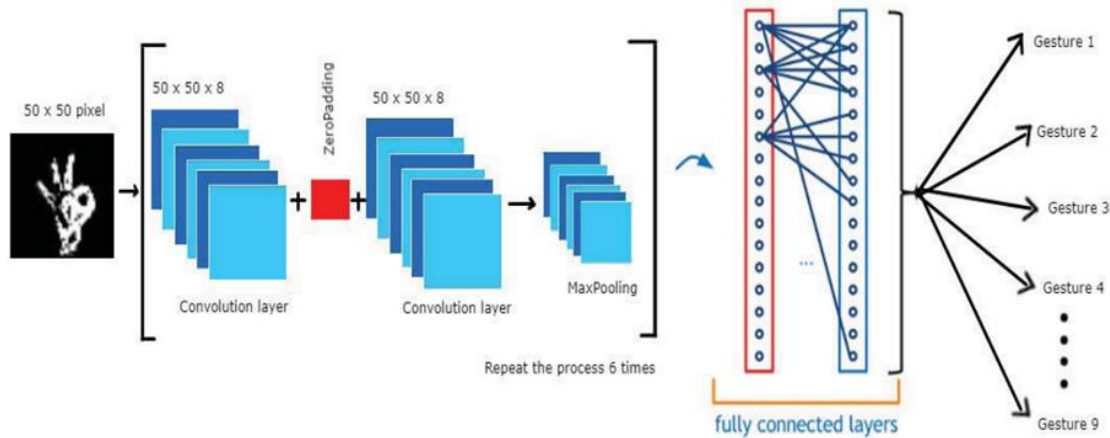 50 x 50 pixel
50 x 50 x 8
Convolution layer
ZeroPadding
50 x 50 x 8
Convolution layer
MaxPooling
Repeat the process 6 times
...
fully connected layers
Gesture 1
Gesture 2
Gesture 3
Gesture 4
Gesture 9